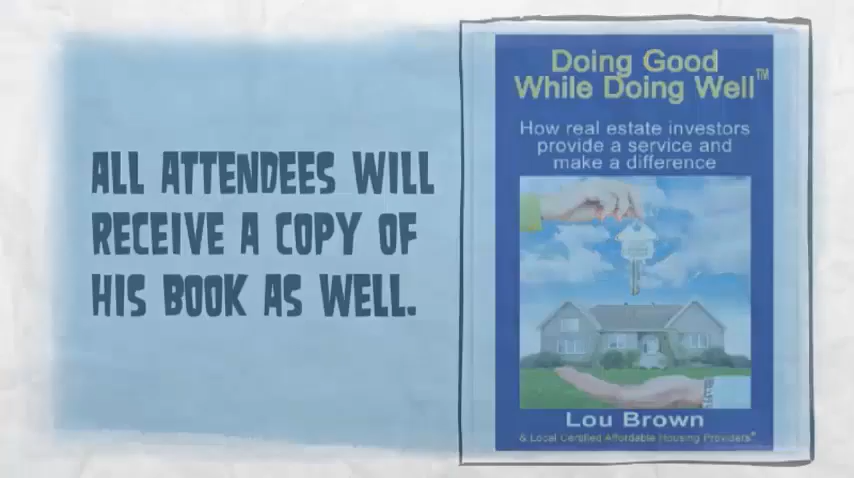 ALL ATTENDEES WILL
RECEIVE A COPY OF
HIS BOOK AS WELL.
Doing Good
While Doing Well™
How real estate investors
provide a service and
make a difference
Lou Brown
& Local Certified Affordable Housing Providers®